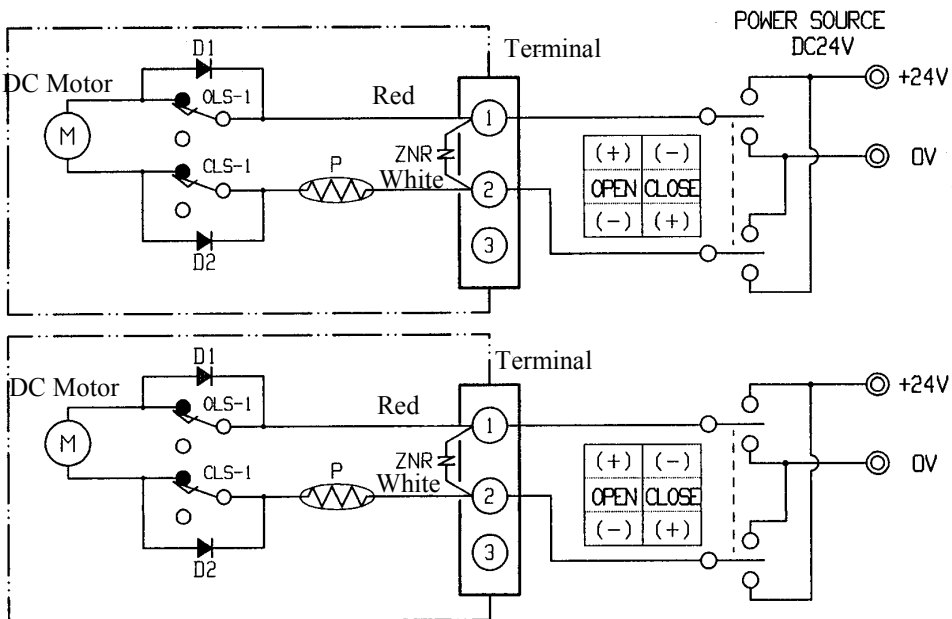 POWER SOURCE
DC24V
D1
Terminal
DC Motor
OLS-1
Red
+24V
M
1
CLS-1
P
ZNR
White
(+) (-)
OPEN CLOSE
(-) (+)
0V
2
D2
3
D1
Terminal
DC Motor
OLS-1
Red
+24V
M
1
CLS-1
P
ZNR
White
(+) (-)
OPEN CLOSE
(-) (+)
0V
2
D2
3